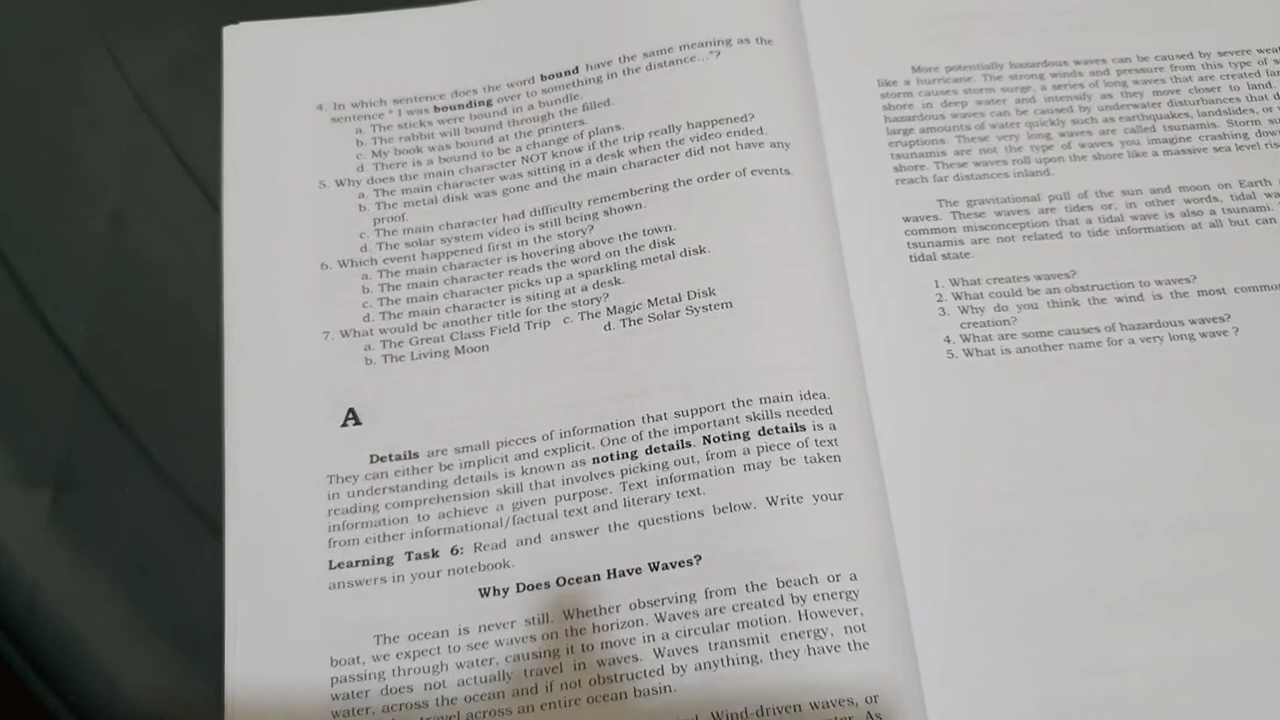 4. In which sentence does the word bound have the same meaning as the
sentence " I was bounding over to something in the distance..."?
a. The sticks were bound in a bundle.
b. The rabbit will bound through the filled.
c. My book was bound at the printers.
d. There is a bound to be a change of plans.
5. Why does the main character NOT know if the trip really happened?
a. The main character was sitting in a desk when the video ended.
b. The metal disk was gone and the main character did not have any
proof.
c. The main character had difficulty remembering the order of events.
d. The solar system video is still being shown.
6. Which event happened first in the story?
a. The main character is hovering above the town.
b. The main character reads the word on the disk
c. The main character picks up a sparkling metal disk.
d. The main character is siting at a desk.
7. What would be another title for the story?
a. The Great Class Field Trip c. The Magic Metal Disk
b. The Living Moon d. The Solar System
A
Details are small pieces of information that support the main idea.
They can either be implicit and explicit. One of the important skills needed
in understanding details is known as noting details. Noting details is a
reading comprehension skill that involves picking out, from a piece of text
information to achieve a given purpose. Text information may be taken
from either informational/factual text and literary text.
Learning Task 6: Read and answer the questions below. Write your
answers in your notebook.
Why Does Ocean Have Waves?
The ocean is never still. Whether observing from the beach or a
boat, we expect to see waves on the horizon. Waves are created by energy
passing through water, causing it to move in a circular motion. However,
water does not actually travel in waves. Waves transmit energy, not
water, across the ocean and if not obstructed by anything, they have the
across an entire ocean basin.
Wind-driven waves, or
As
More potentially hazardous waves can be caused by severe
like a hurricane. The strong winds and pressure from this type of
storm causes storm surge, a series of long waves that are created
shore in deep water and intensify as they move closer to land.
hazardous waves can be caused by underwater disturbances that
large amounts of water quickly such as earthquakes, landslides, or
eruptions. These very long waves are called tsunamis. Storm
tsunamis are not the type of waves you imagine crashing
shore. These waves roll upon the shore like a massive sea level
reach far distances inland.
The gravitational pull of the sun and moon on Earth
waves. These waves are tides or, in other words, tidal
common misconception that a tidal wave is also a tsunami.
tsunamis are not related to tide information at all but can
tidal state.
1. What creates waves?
2. What could be an obstruction to waves?
3. Why do you think the wind is the most
creation?
4. What are some causes of hazardous waves?
5. What is another name for a very long wave ?